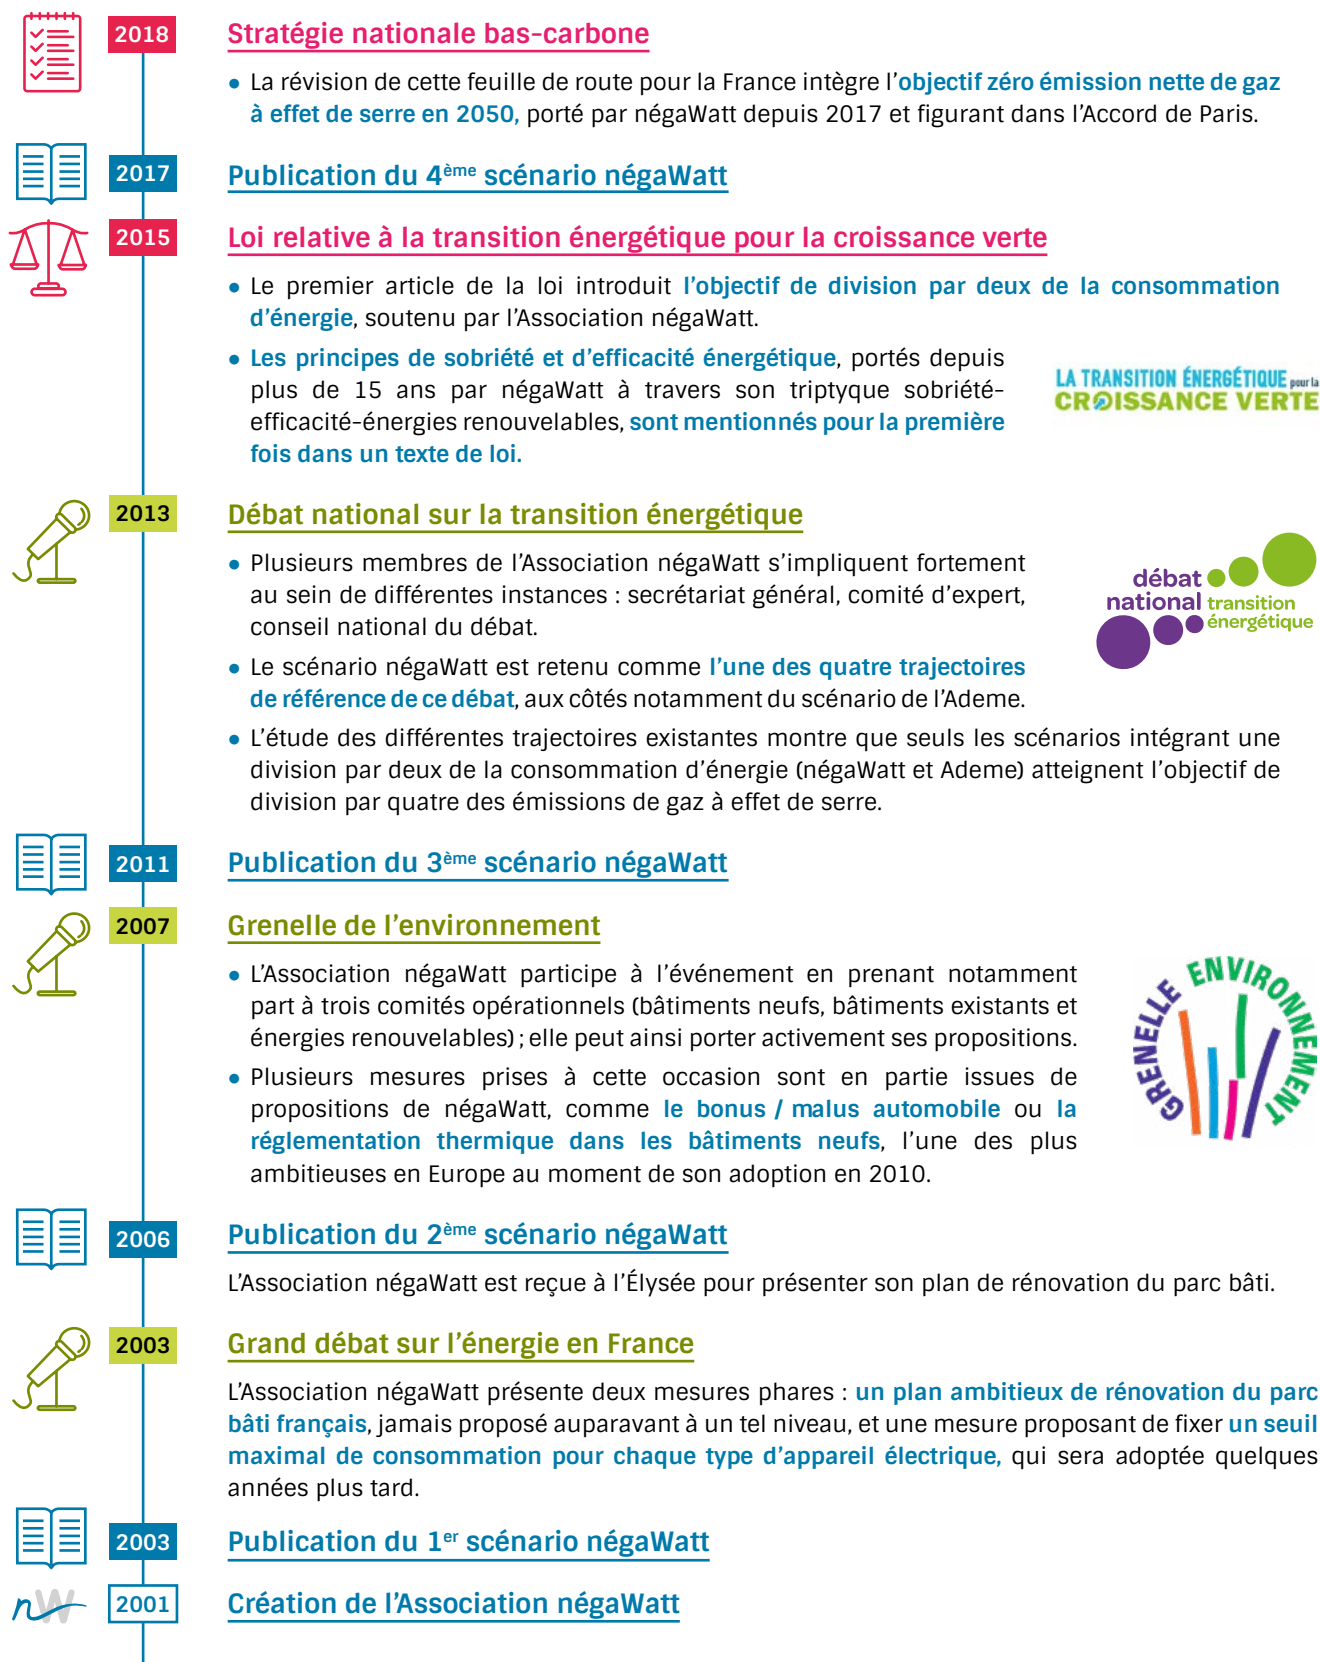 2018
Stratégie nationale bas-carbone
• La révision de cette feuille de route pour la France intègre l’objectif zéro émission nette de gaz
à effet de serre en 2050, porté par négaWatt depuis 2017 et figurant dans l’Accord de Paris.
2017
Publication du 4ème scénario négaWatt
2015
Loi relative à la transition énergétique pour la croissance verte
• Le premier article de la loi introduit l’objectif de division par deux de la consommation
d’énergie, soutenu par l’Association négaWatt.
• Les principes de sobriété et d’efficacité énergétique, portés depuis
plus de 15 ans par négaWatt à travers son triptyque sobriété-
efficacité-énergies renouvelables, sont mentionnés pour la première
fois dans un texte de loi.
LA TRANSITION ÉNERGÉTIQUE pour la
CROISSANCE VERTE
2013
Débat national sur la transition énergétique
• Plusieurs membres de l’Association négaWatt s’impliquent fortement
au sein de différentes instances : secrétariat général, comité d’expert,
conseil national du débat.
• Le scénario négaWatt est retenu comme l’une des quatre trajectoires
de référence de ce débat, aux côtés notamment du scénario de l’Ademe.
débat
national transition
énergétique
• L’étude des différentes trajectoires existantes montre que seuls les scénarios intégrant une
division par deux de la consommation d’énergie (négaWatt et Ademe) atteignent l’objectif de
division par quatre des émissions de gaz à effet de serre.
2011
Publication du 3ème scénario négaWatt
2007
Grenelle de l’environnement
• L’Association négaWatt participe à l’événement en prenant notamment
part à trois comités opérationnels (bâtiments neufs, bâtiments existants et
énergies renouvelables) ; elle peut ainsi porter activement ses propositions.
• Plusieurs mesures prises à cette occasion sont en partie issues de
propositions de négaWatt, comme le bonus / malus automobile ou la
réglementation thermique dans les bâtiments neufs, l’une des plus
ambitieuses en Europe au moment de son adoption en 2010.
GRENELLE ENVIRONNEMENT
2006
Publication du 2ème scénario négaWatt
L’Association négaWatt est reçue à l’Élysée pour présenter son plan de rénovation du parc bâti.
2003
Grand débat sur l’énergie en France
L’Association négaWatt présente deux mesures phares : un plan ambitieux de rénovation du parc
bâti français, jamais proposé auparavant à un tel niveau, et une mesure proposant de fixer un seuil
maximal de consommation pour chaque type d’appareil électrique, qui sera adoptée quelques
années plus tard.
2003
Publication du 1er scénario négaWatt
nW
2001
Création de l’Association négaWatt